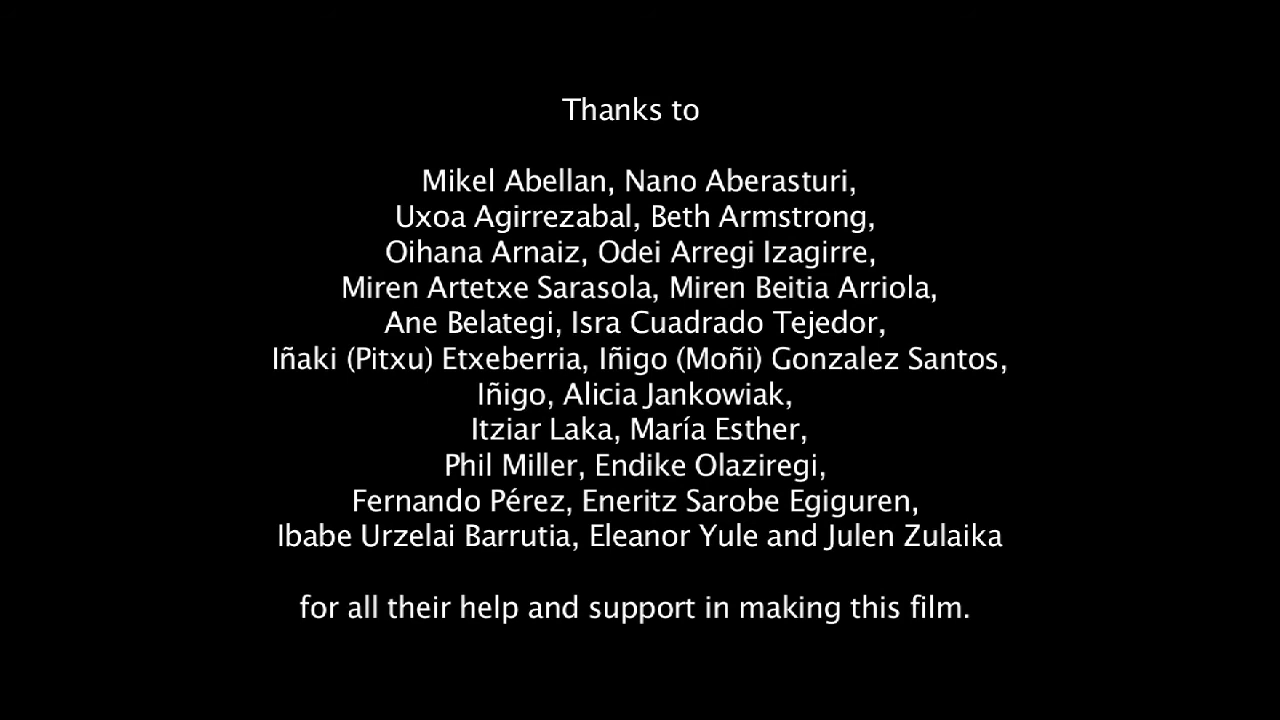 Thanks to
Mikel Abellan, Nano Aberasturi,
Uxoa Agirrezabal, Beth Armstrong,
Oihana Arnaiz, Odei Arregi Izagirre,
Miren Artetxe Sarasola, Miren Beitia Arriola,
Ane Belategi, Isra Cuadrado Tejedor,
Iñaki (Pitxu) Etxeberria, Iñigo (Moñi) Gonzalez Santos,
Iñigo, Alicia Jankowiak,
Itziar Laka, María Esther,
Phil Miller, Endike Olaziregi,
Fernando Pérez, Eneritz Sarobe Egiguren,
Ibabe Urzelai Barrutia, Eleanor Yule and Julen Zulaika
for all their help and support in making this film.